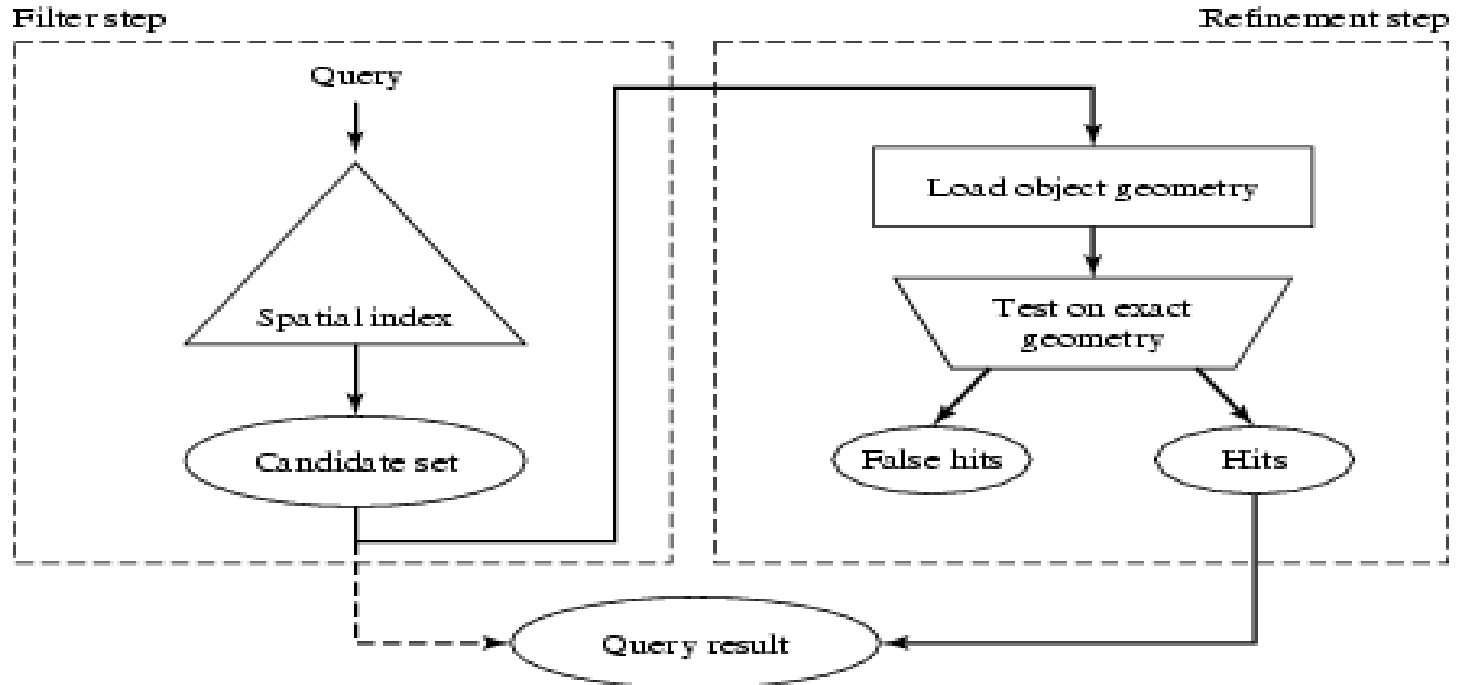 Filter step
Refinement step
Query
Spatial index
Candidate set
Load object geometry
Test on exact
geometry
False hits
Hits
Query result